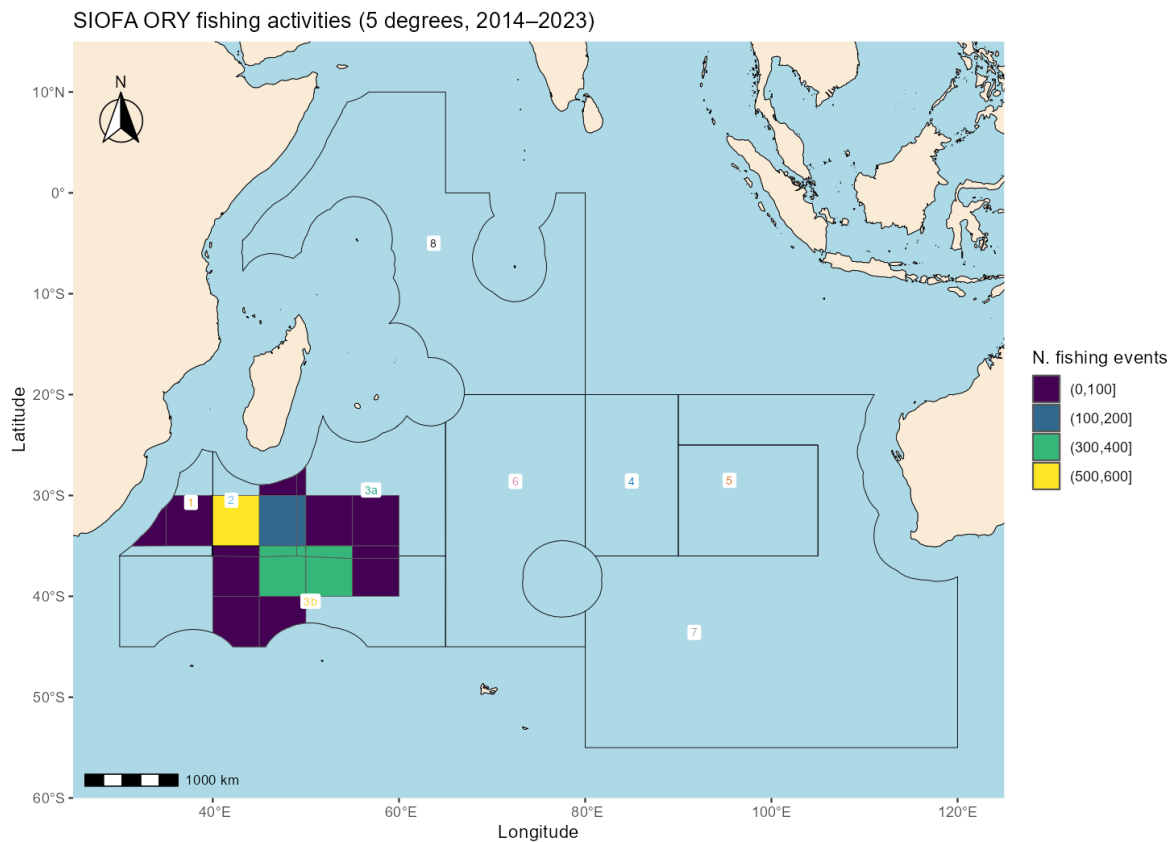 SIOFA ORY fishing activities (5 degrees, 2014–2023)
N
10°N
0°
10°S
20°S
30°S
40°S
50°S
60°S
Latitude
8
1
2
3a
3b
6
4
5
7
1000 km
40°E
60°E
80°E
100°E
120°E
Longitude
N. fishing events
(0,100]
(100,200]
(300,400]
(500,600]